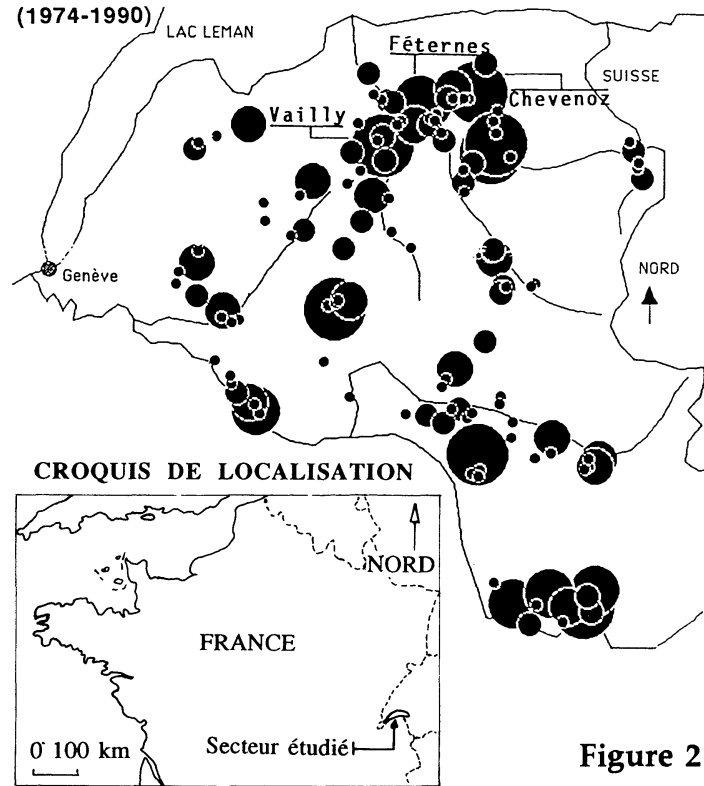 (1974-1990)
LAC LEMAN
Féternes
SUISSE
Chevenoz
Vailly
Genève
NORD
CROQUIS DE LOCALISATION
NORD
FRANCE
0 100 km
Secteur étudié
Figure 2